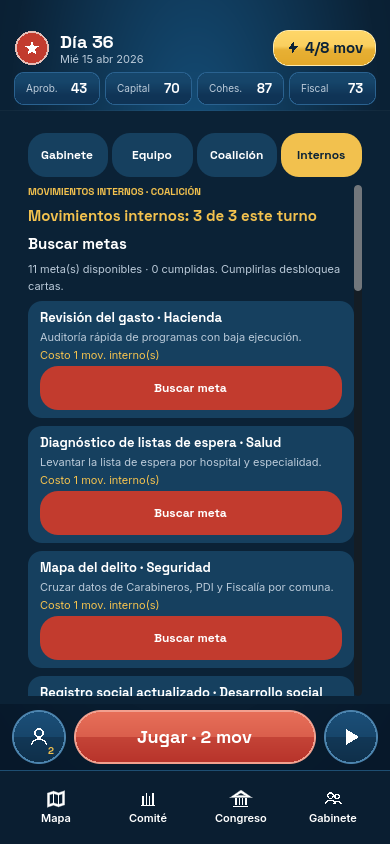 Día 36
Mié 15 abr 2026
4/8 mov
Aprob. 43
Capital 70
Cohes. 87
Fiscal 73
Gabinete
Equipo
Coalición
Internos
MOVIMIENTOS INTERNOS · COALICIÓN
Movimientos internos: 3 de 3 este turno
Buscar metas
11 meta(s) disponibles · 0 cumplidas. Cumplirlas desbloquea
cartas.
Revisión del gasto · Hacienda
Auditoría rápida de programas con baja ejecución.
Costo 1 mov. interno(s)
Buscar meta
Diagnóstico de listas de espera · Salud
Levantar la lista de espera por hospital y especialidad.
Costo 1 mov. interno(s)
Buscar meta
Mapa del delito · Seguridad
Cruzar datos de Carabineros, PDI y Fiscalía por comuna.
Costo 1 mov. interno(s)
Buscar meta
Registro social actualizado · Desarrollo social
2
Jugar · 2 mov
Mapa
Comité
Congreso
Gabinete